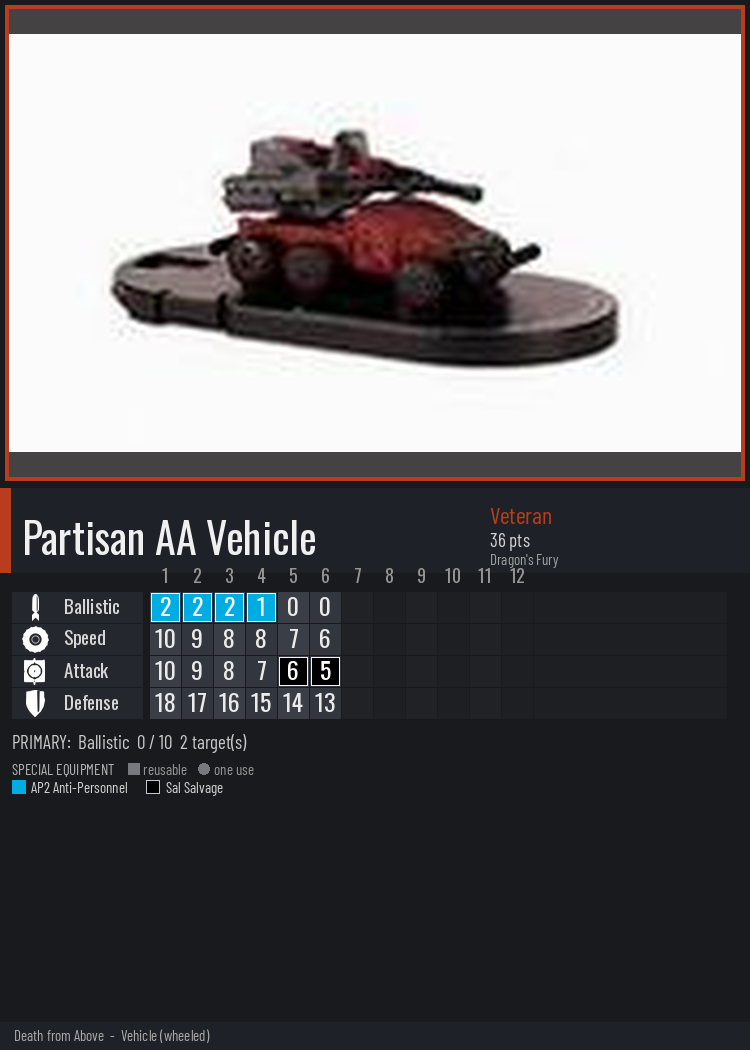 Partisan AA Vehicle
Veteran
36 pts
Dragon's Fury
1 2 3 4 5 6 7 8 9 10 11 12
Ballistic 2 2 2 1 0 0
Speed 10 9 8 8 7 6
Attack 10 9 8 7 6 5
Defense 18 17 16 15 14 13
PRIMARY: Ballistic 0 / 10 2 target(s)
SPECIAL EQUIPMENT reusable one use
AP2 Anti-Personnel Sal Salvage
Death from Above - Vehicle (wheeled)